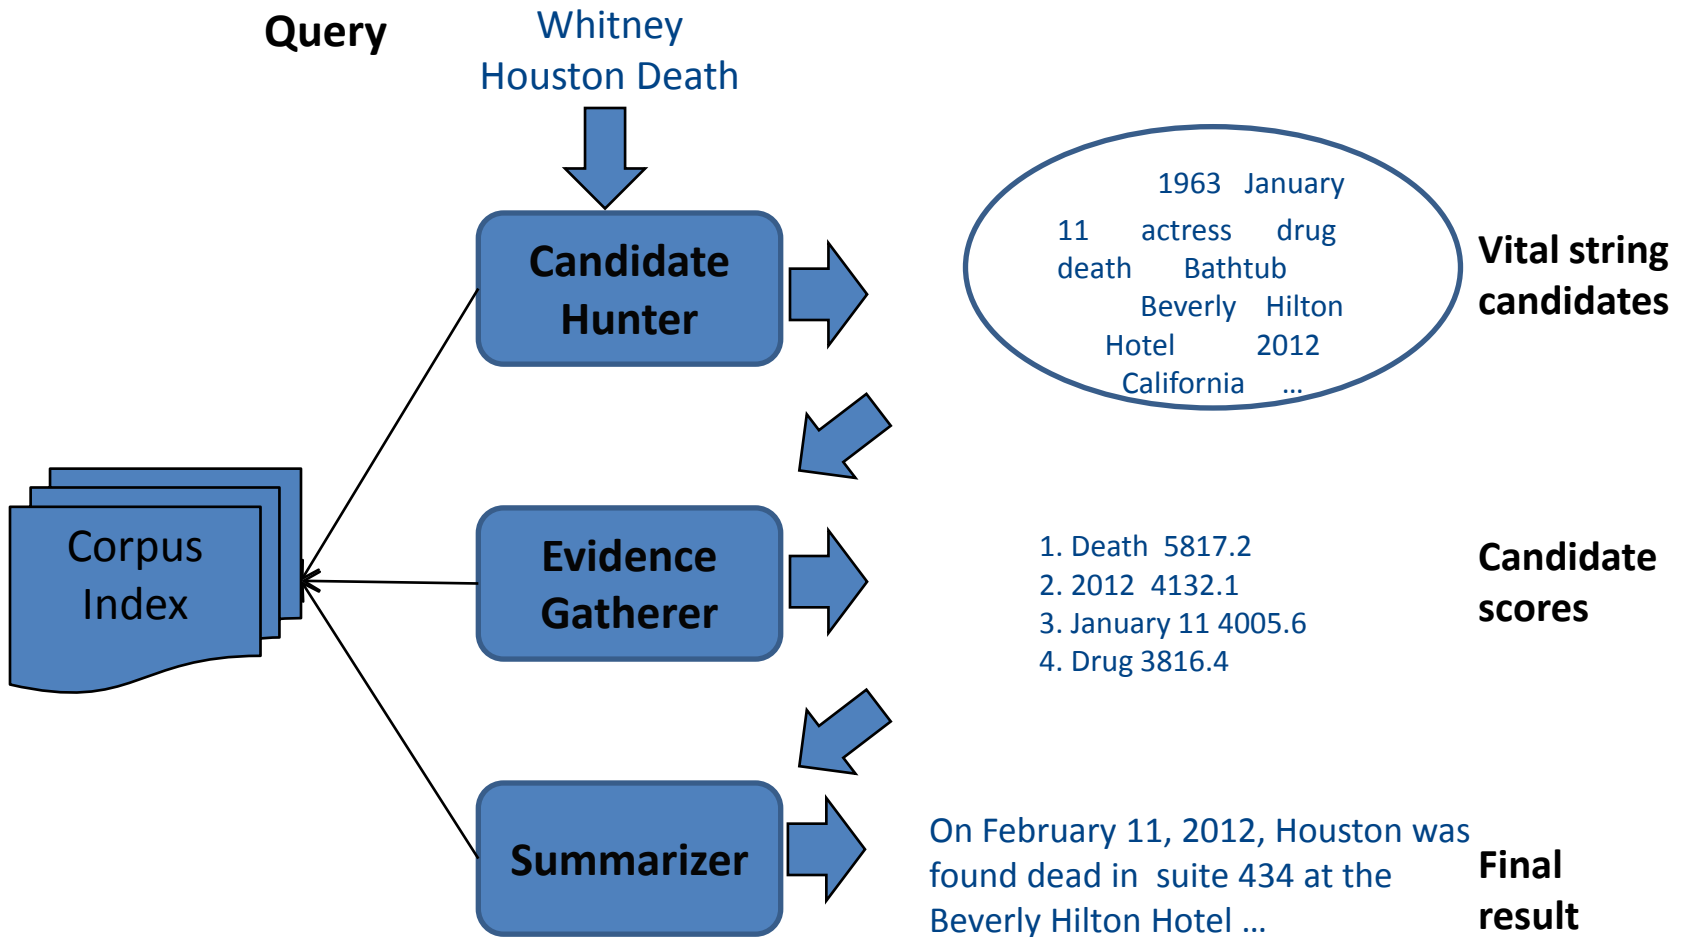 Query
Whitney
Houston Death
Candidate
Hunter
1963 January
11 actress drug
death Bathtub
Beverly Hilton
Hotel 2012
California ...
Vital string
candidates
Corpus
Index
Evidence
Gatherer
1. Death 5817.2
2. 2012 4132.1
3. January 11 4005.6
4. Drug 3816.4
Candidate
scores
Summarizer
On February 11, 2012, Houston was
found dead in suite 434 at the
Beverly Hilton Hotel ...
Final
result